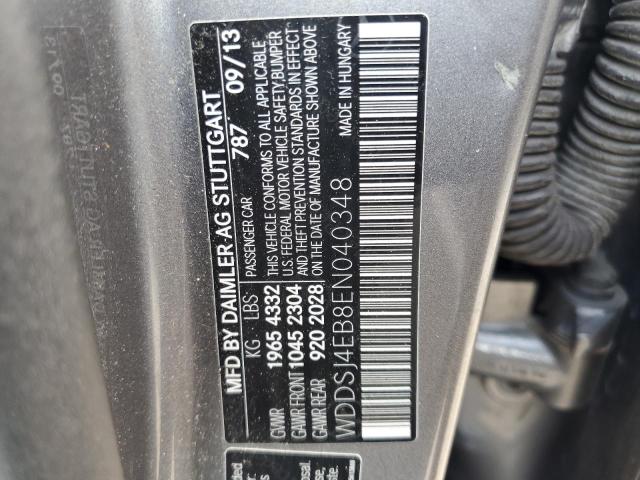 MFD BY DAIMLER-AG STUTTGART
787 09/13
PASSENGER CAR
KG LBS
GVWR 1965 4332
GAWR FRONT 1045 2304
GAWR REAR 920 2028
THIS VEHICLE CONFORMS TO ALL APPLICABLE
U.S. FEDERAL MOTOR VEHICLE SAFETY, BUMPER
AND THEFT PREVENTION STANDARDS IN EFFECT
ON THE DATE OF MANUFACTURE SHOWN ABOVE
WDDSJ4EB8EN040348
MADE IN HUNGARY